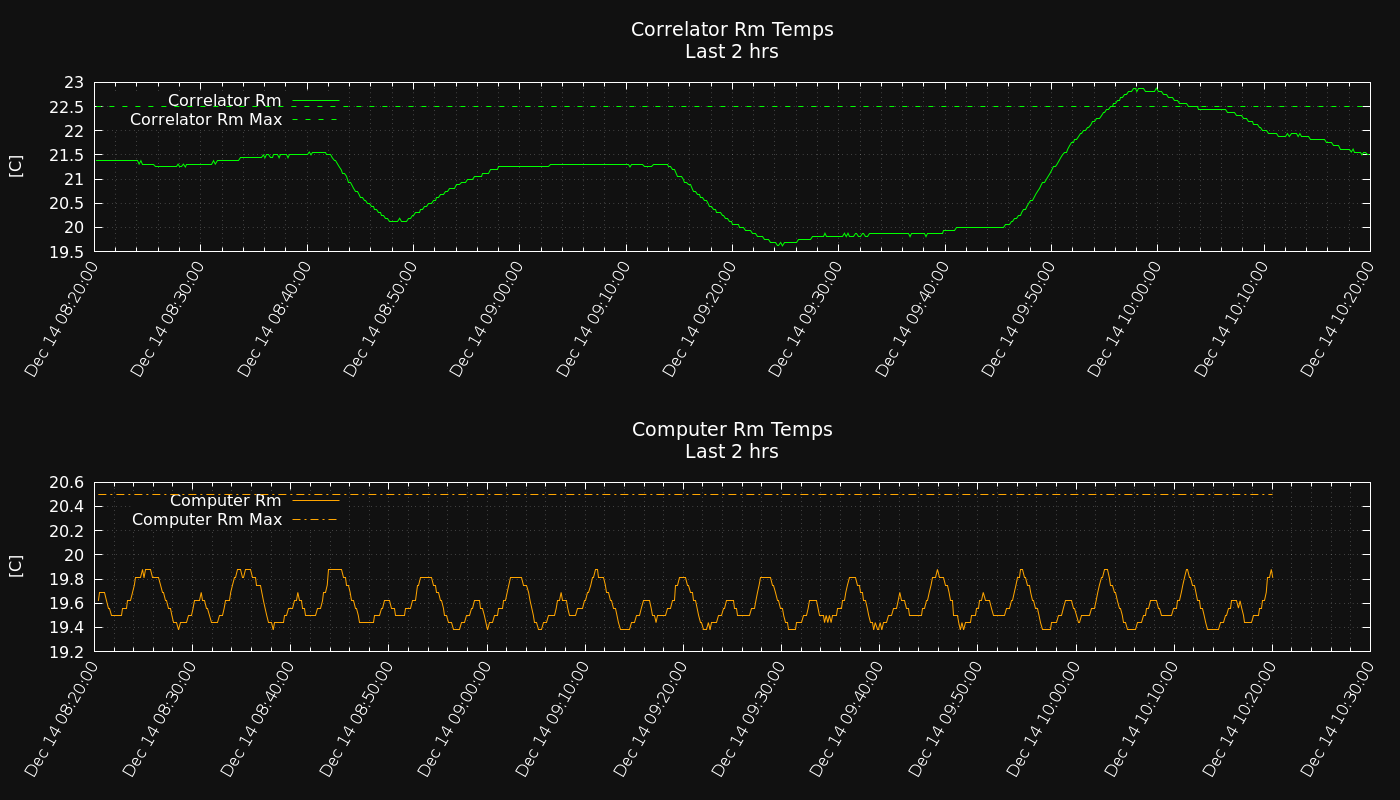 Correlator Rm Temps
Last 2 hrs
23
22.5
22
21.5
21
20.5
20
19.5
[C]
Correlator Rm
Correlator Rm Max
Dec 14 08:20:00
Dec 14 08:30:00
Dec 14 08:40:00
Dec 14 08:50:00
Dec 14 09:00:00
Dec 14 09:10:00
Dec 14 09:20:00
Dec 14 09:30:00
Dec 14 09:40:00
Dec 14 09:50:00
Dec 14 10:00:00
Dec 14 10:10:00
Dec 14 10:20:00
Computer Rm Temps
Last 2 hrs
20.6
20.4
20.2
20
19.8
19.6
19.4
19.2
[C]
Computer Rm
Computer Rm Max
Dec 14 08:20:00
Dec 14 08:30:00
Dec 14 08:40:00
Dec 14 08:50:00
Dec 14 09:00:00
Dec 14 09:10:00
Dec 14 09:20:00
Dec 14 09:30:00
Dec 14 09:40:00
Dec 14 09:50:00
Dec 14 10:00:00
Dec 14 10:10:00
Dec 14 10:20:00
Dec 14 10:30:00